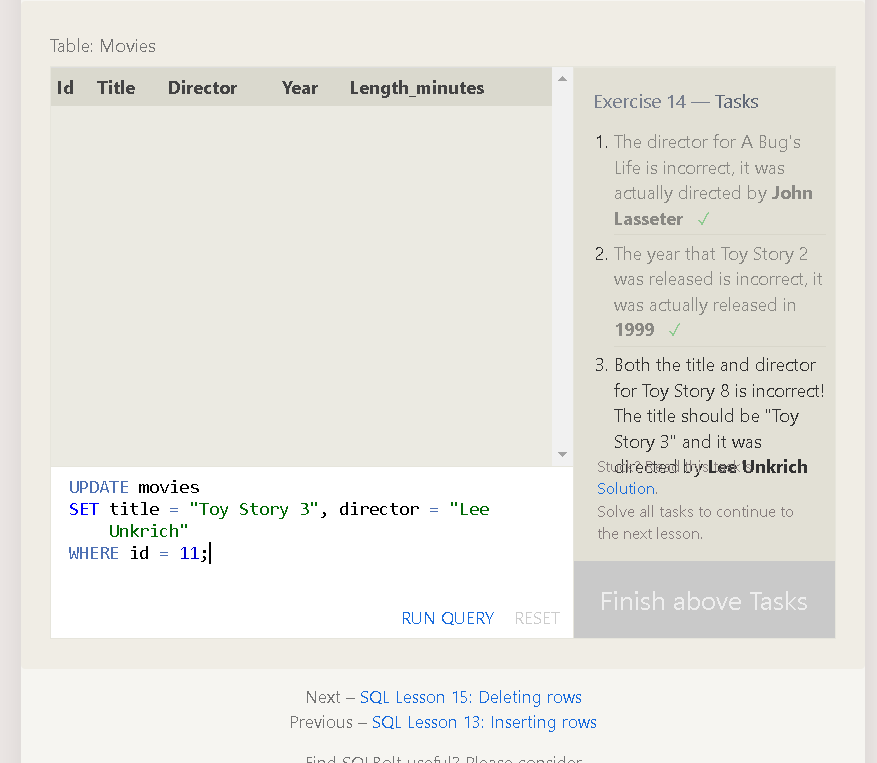 Table: Movies
Id Title Director Year Length_minutes
Exercise 14 — Tasks
1. The director for A Bug's
Life is incorrect, it was
actually directed by John
Lasseter ✓
2. The year that Toy Story 2
was released is incorrect, it
was actually released in
1999 ✓
3. Both the title and director
for Toy Story 8 is incorrect!
The title should be "Toy
Story 3" and it was
directed by Lee Unkrich
Stuck? Read this task's
Solution.
Solve all tasks to continue to
the next lesson.
Finish above Tasks
UPDATE movies
SET title = "Toy Story 3", director = "Lee
Unkrich"
WHERE id = 11;
RUN QUERY RESET
Next – SQL Lesson 15: Deleting rows
Previous – SQL Lesson 13: Inserting rows
Find SQLBolt useful? Please consider